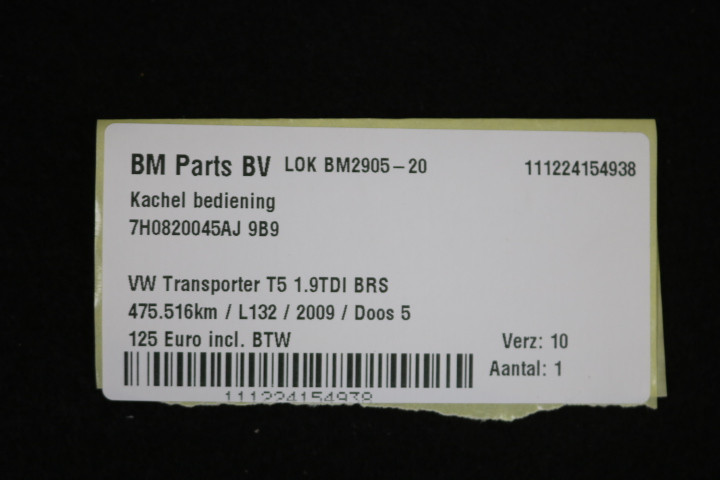 BM Parts BV LOK BM2905-20 111224154938
Kachel bediening
7H0820045AJ 9B9
VW Transporter T5 1.9TDI BRS
475.516km / L132 / 2009 / Doos 5
125 Euro incl. BTW Verz: 10
Aantal: 1
111224154938